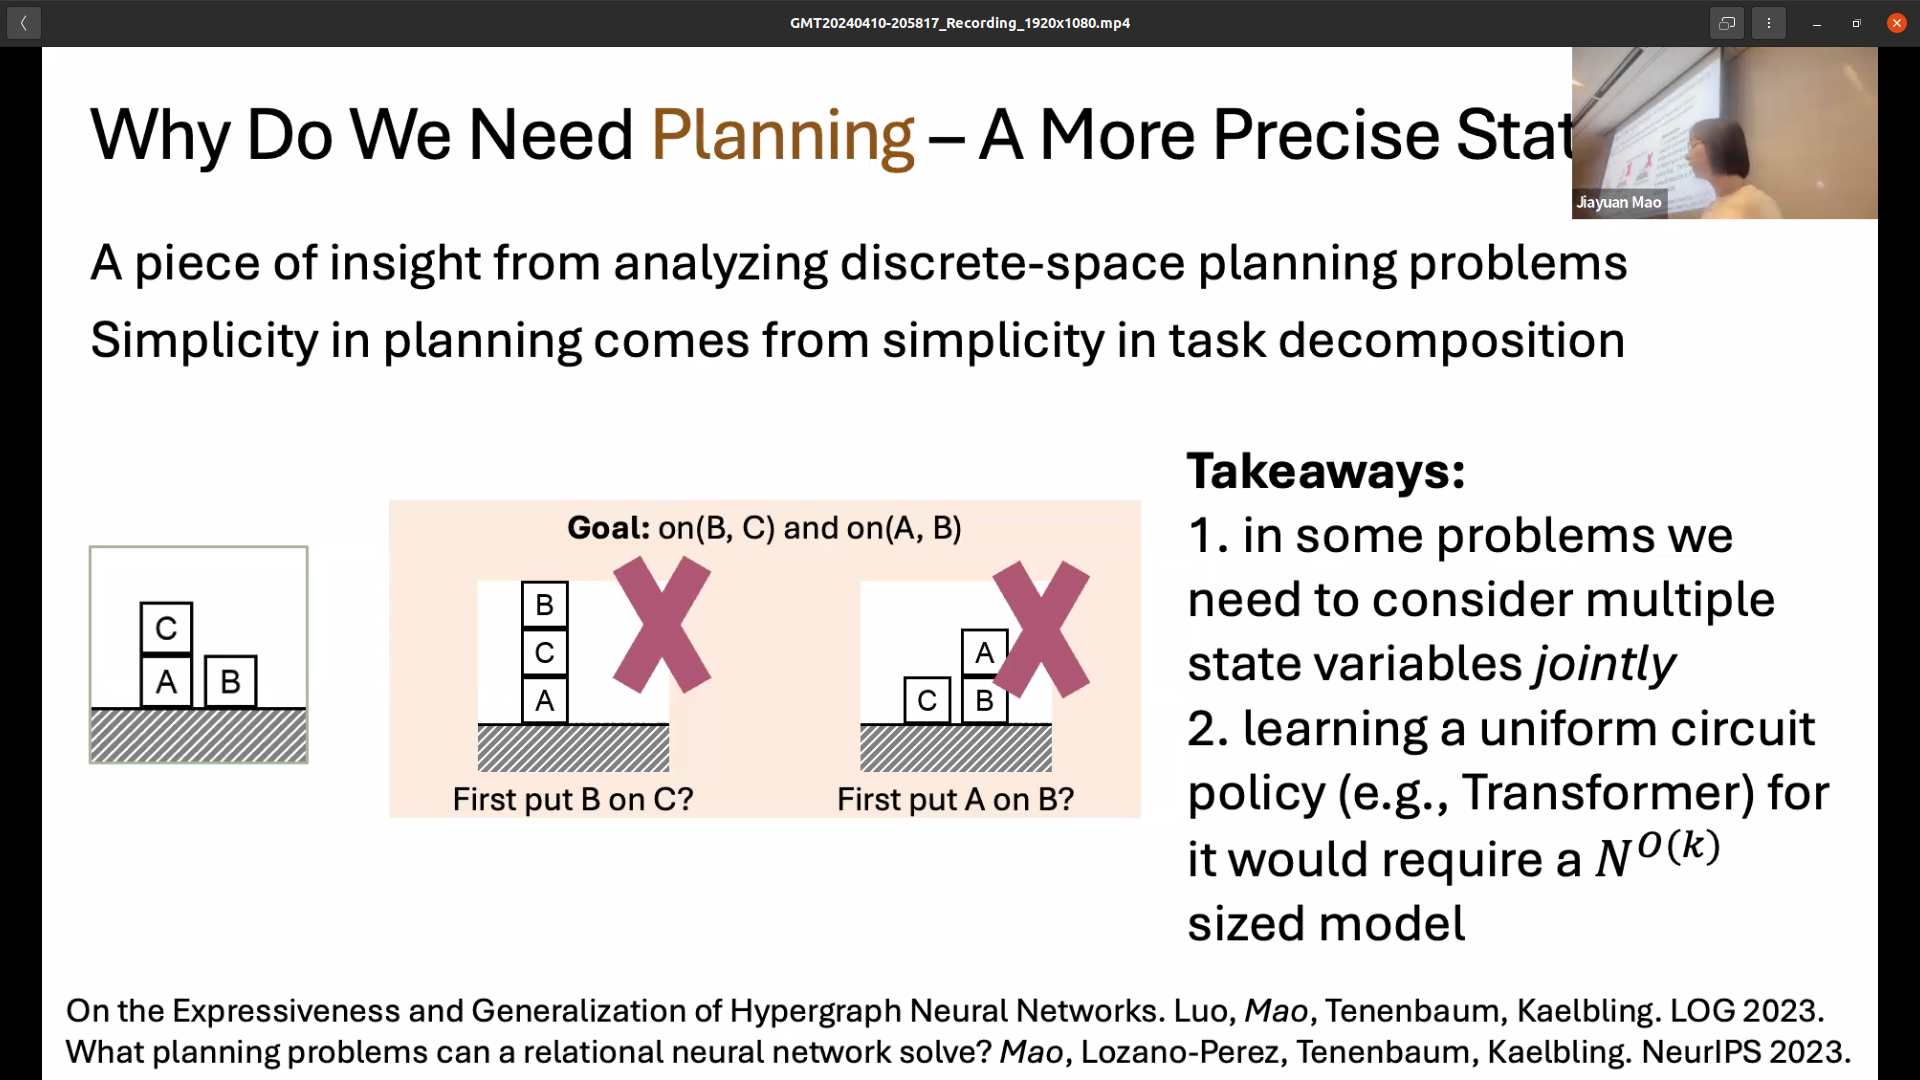 GMT20240410-205817_Recording_1920x1080.mp4
Why Do We Need Planning – A More Precise Stat
Jiayuan Mao
A piece of insight from analyzing discrete-space planning problems
Simplicity in planning comes from simplicity in task decomposition
C
A B
Goal: on(B, C) and on(A, B)
B
C
A
First put B on C?
A
C B
First put A on B?
Takeaways:
1. in some problems we
need to consider multiple
state variables jointly
2. learning a uniform circuit
policy (e.g., Transformer) for
it would require a N^O(k)
sized model
On the Expressiveness and Generalization of Hypergraph Neural Networks. Luo, Mao, Tenenbaum, Kaelbling. LOG 2023.
What planning problems can a relational neural network solve? Mao, Lozano-Perez, Tenenbaum, Kaelbling. NeurIPS 2023.